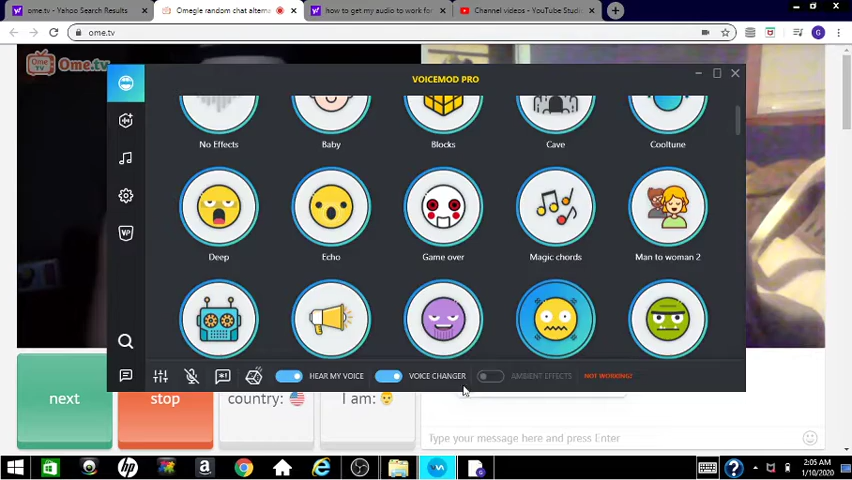 ome.tv - Yahoo Search Results
Omegle random chat altern
how to get my audio to work for
Channel videos - YouTube Studi
ome.tv
Ome.tv
VOICEMOD PRO
No Effects
Baby
Blocks
Cave
Cooltune
Deep
Echo
Game over
Magic chords
Man to woman 2
HEAR MY VOICE
VOICE CHANGER
AMBIENT EFFECTS
NOT WORKING?
next
stop
country:
I am:
Type your message here and press Enter
2:05 AM
1/10/2020